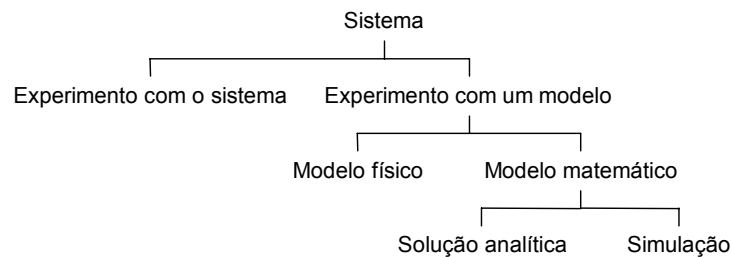 Sistema
Experimento com o sistema Experimento com um modelo
Modelo físico Modelo matemático
Solução analítica Simulação